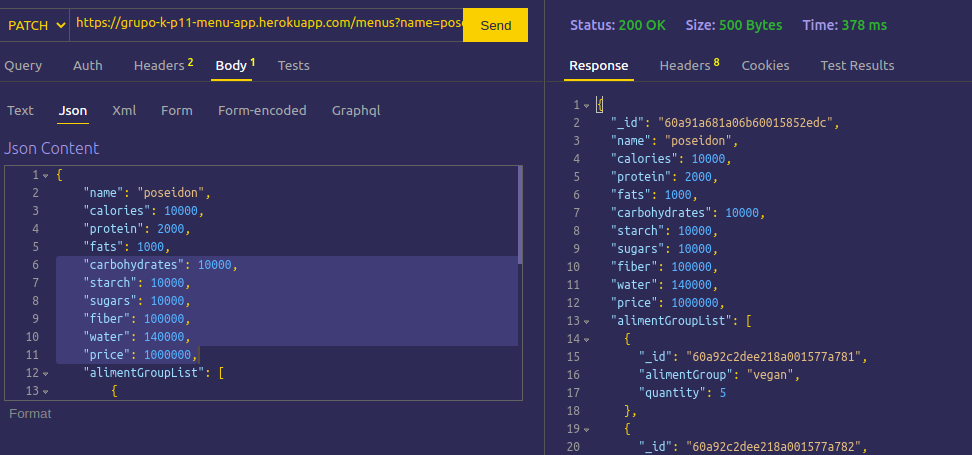 PATCH https://grupo-k-p11-menu-app.herokuapp.com/menus?name=pose Send
Query Auth Headers 2 Body 1 Tests
Text Json Xml Form Form-encoded Graphql
Json Content
1 {
2 "name": "poseidon",
3 "calories": 10000,
4 "protein": 2000,
5 "fats": 1000,
6 "carbohydrates": 10000,
7 "starch": 10000,
8 "sugars": 10000,
9 "fiber": 100000,
10 "water": 140000,
11 "price": 1000000,
12 "alimentGroupList": [
13 {
Format
Status: 200 OK Size: 500 Bytes Time: 378 ms
Response Headers 8 Cookies Test Results
1 {
2 "_id": "60a91a681a06b60015852edc",
3 "name": "poseidon",
4 "calories": 10000,
5 "protein": 2000,
6 "fats": 1000,
7 "carbohydrates": 10000,
8 "starch": 10000,
9 "sugars": 10000,
10 "fiber": 100000,
11 "water": 140000,
12 "price": 1000000,
13 "alimentGroupList": [
14 {
15 "_id": "60a92c2dee218a001577a781",
16 "alimentGroup": "vegan",
17 "quantity": 5
18 },
19 {
20 "_id": "60a92c2dee218a001577a782",